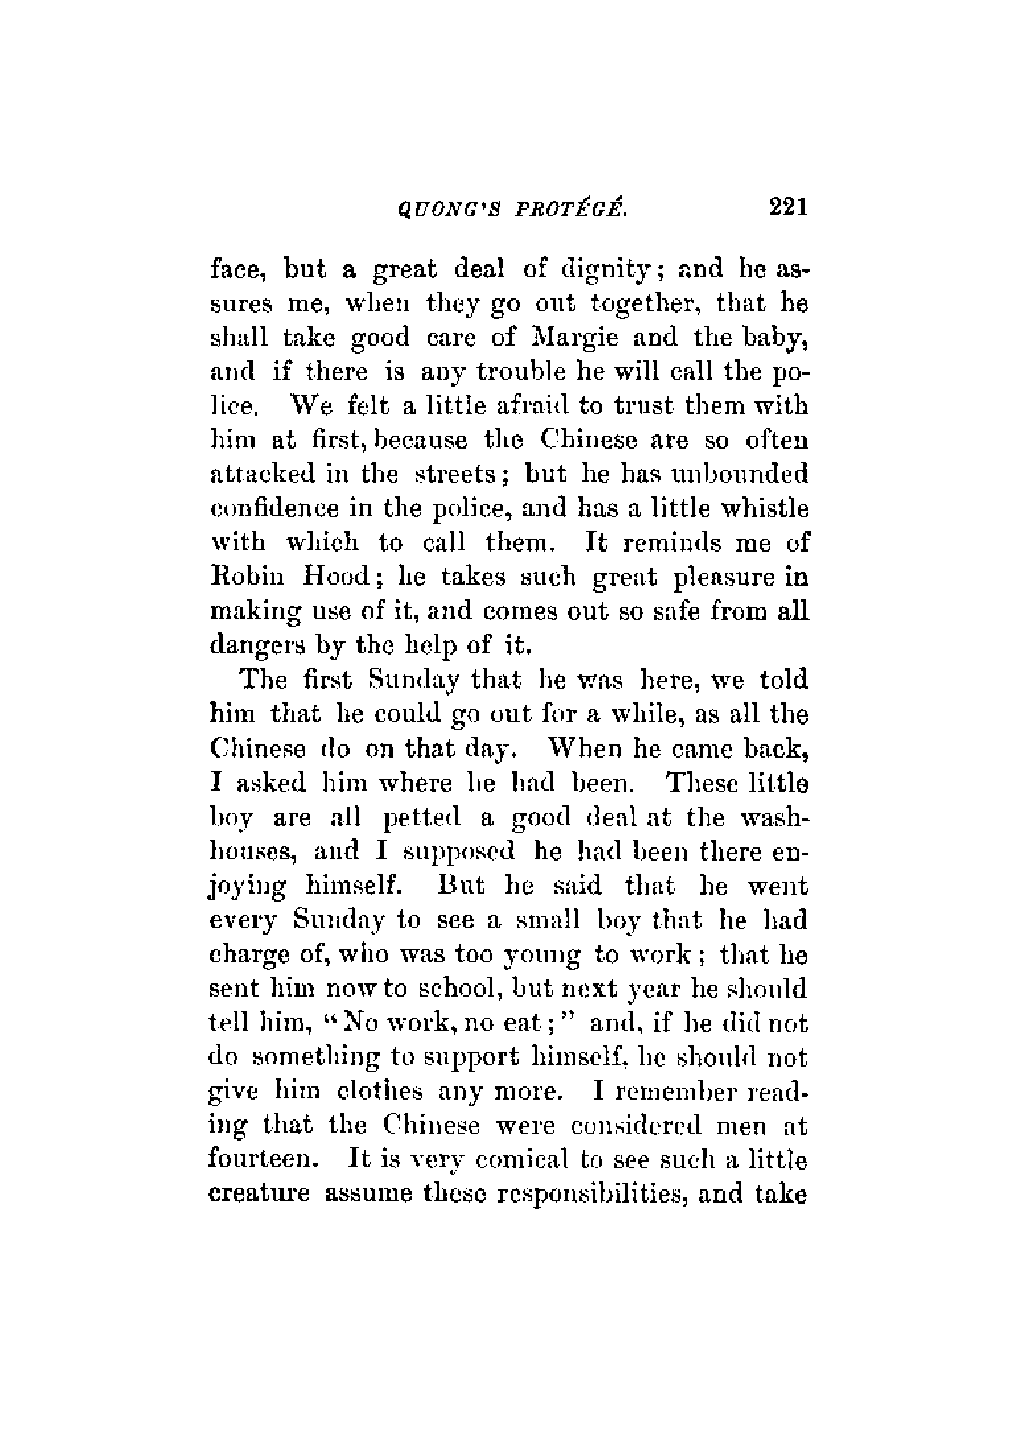 QUONG'S PROTÉGÉ. 221
face, but a great deal of dignity; and he as-
sures me, when they go out together, that he
shall take good care of Margie and the baby,
and if there is any trouble he will call the po-
lice. We felt a little afraid to trust them with
him at first, because the Chinese are so often
attacked in the streets; but he has unbounded
confidence in the police, and has a little whistle
with which to call them. It reminds me of
Robin Hood; he takes such great pleasure in
making use of it, and comes out so safe from all
dangers by the help of it.
The first Sunday that he was here, we told
him that he could go out for a while, as all the
Chinese do on that day. When he came back,
I asked him where he had been. These little
boy are all petted a good deal at the wash-
houses, and I supposed he had been there en-
joying himself. But he said that he went
every Sunday to see a small boy that he had
charge of, who was too young to work; that he
sent him now to school, but next year he should
tell him, "No work, no eat;" and, if he did not
do something to support himself, he should not
give him clothes any more. I remember read-
ing that the Chinese were considered men at
fourteen. It is very comical to see such a little
creature assume these responsibilities, and take